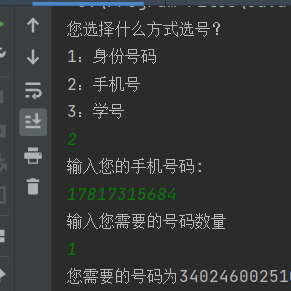 您选择什么方式选号？
1：身份号码
2：手机号
3：学号
2
输入您的手机号码：
17817315684
输入您需要的号码数量
1
您需要的号码为34024600251